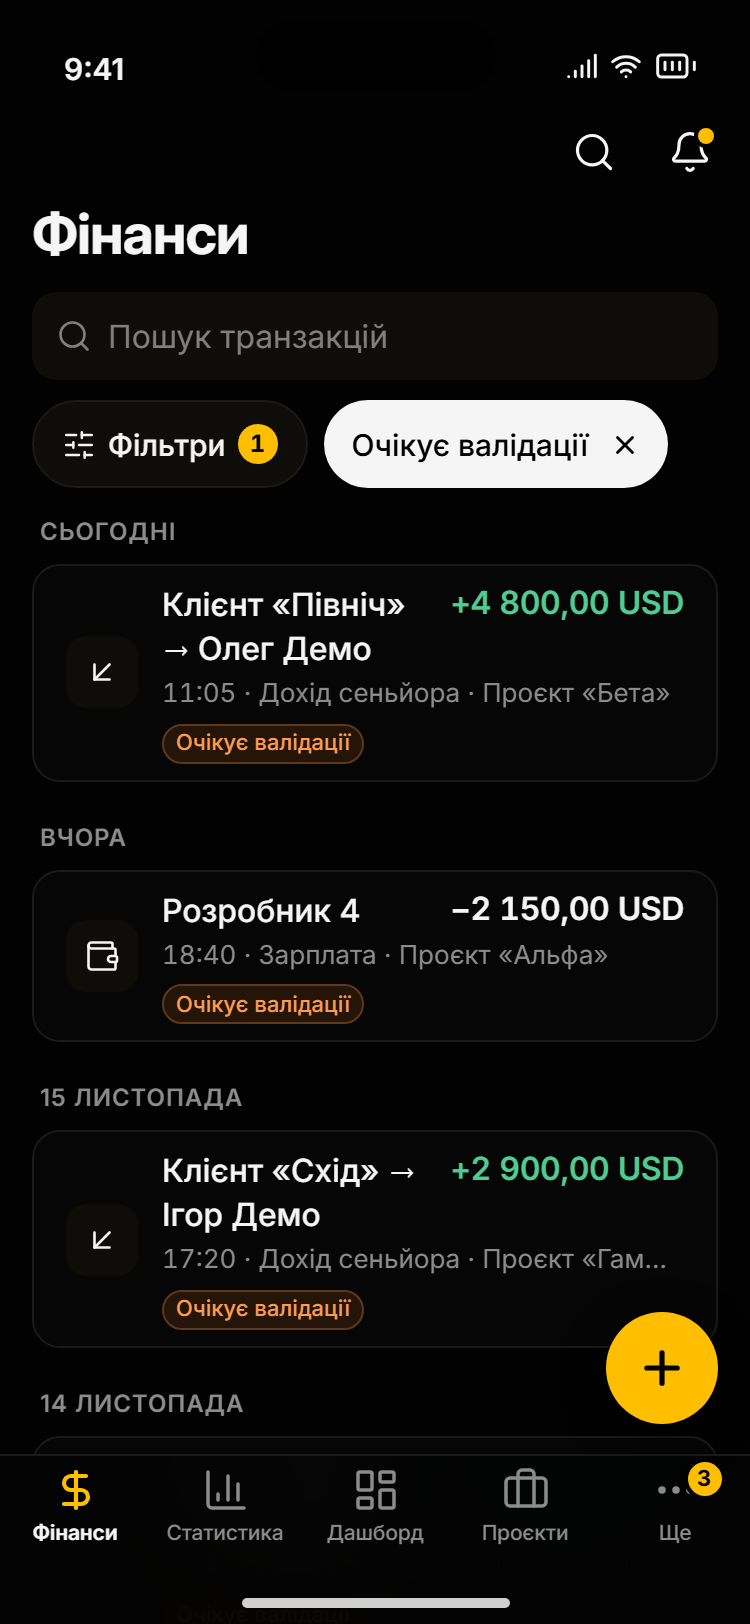 9:41
Фінанси
Пошук транзакцій
Фільтри 1
Очікує валідації
СЬОГОДНІ
Клієнт «Північ» → Олег Демо
+4 800,00 USD
11:05 · Дохід сеньйора · Проєкт «Бета»
Очікує валідації
ВЧОРА
Розробник 4
−2 150,00 USD
18:40 · Зарплата · Проєкт «Альфа»
Очікує валідації
15 ЛИСТОПАДА
Клієнт «Схід» → Ігор Демо
+2 900,00 USD
17:20 · Дохід сеньйора · Проєкт «Гам...
Очікує валідації
14 ЛИСТОПАДА
3
Фінанси
Статистика
Дашборд
Проєкти
Ще
Очікує валідації